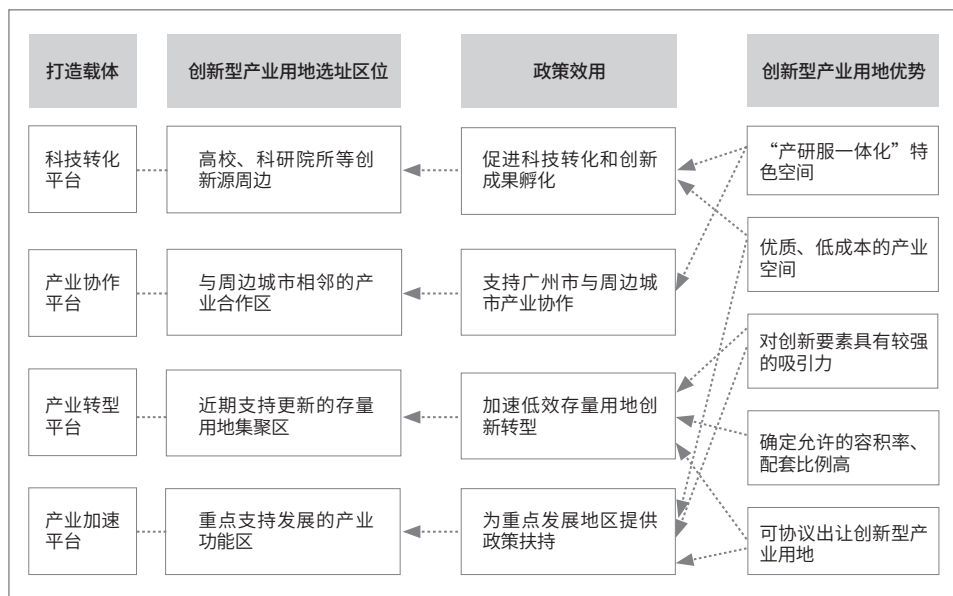 打造载体
创新型产业用地选址区位
政策效用
创新型产业用地优势
科技转化
平台
高校、科研院所等创
新源周边
促进科技转化和创新
成果孵化
“产研服一体化”特
色空间
优质、低成本的产业
空间
产业协作
平台
与周边城市相邻的产
业合作区
支持广州市与周边城
市产业协作
对创新要素具有较强
的吸引力
产业转型
平台
近期支持更新的存量
用地集聚区
加速低效存量用地创
新转型
确定允许的容积率、
配套比例高
产业加速
平台
重点支持发展的产业
功能区
为重点发展地区提供
政策扶持
可协议出让创新型产
业用地